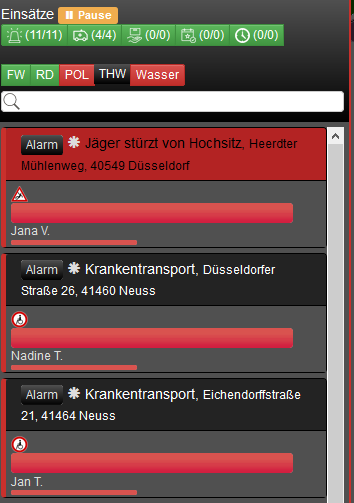 Einsätze Pause
(11/11) (4/4) (0/0) (0/0) (0/0)
FW RD POL THW Wasser
Alarm Jäger stürzt von Hochsitz, Heerdter
Mühlenweg, 40549 Düsseldorf
Jana V.
Alarm Krankentransport, Düsseldorfer
Straße 26, 41460 Neuss
Nadine T.
Alarm Krankentransport, Eichendorffstraße
21, 41464 Neuss
Jan T.